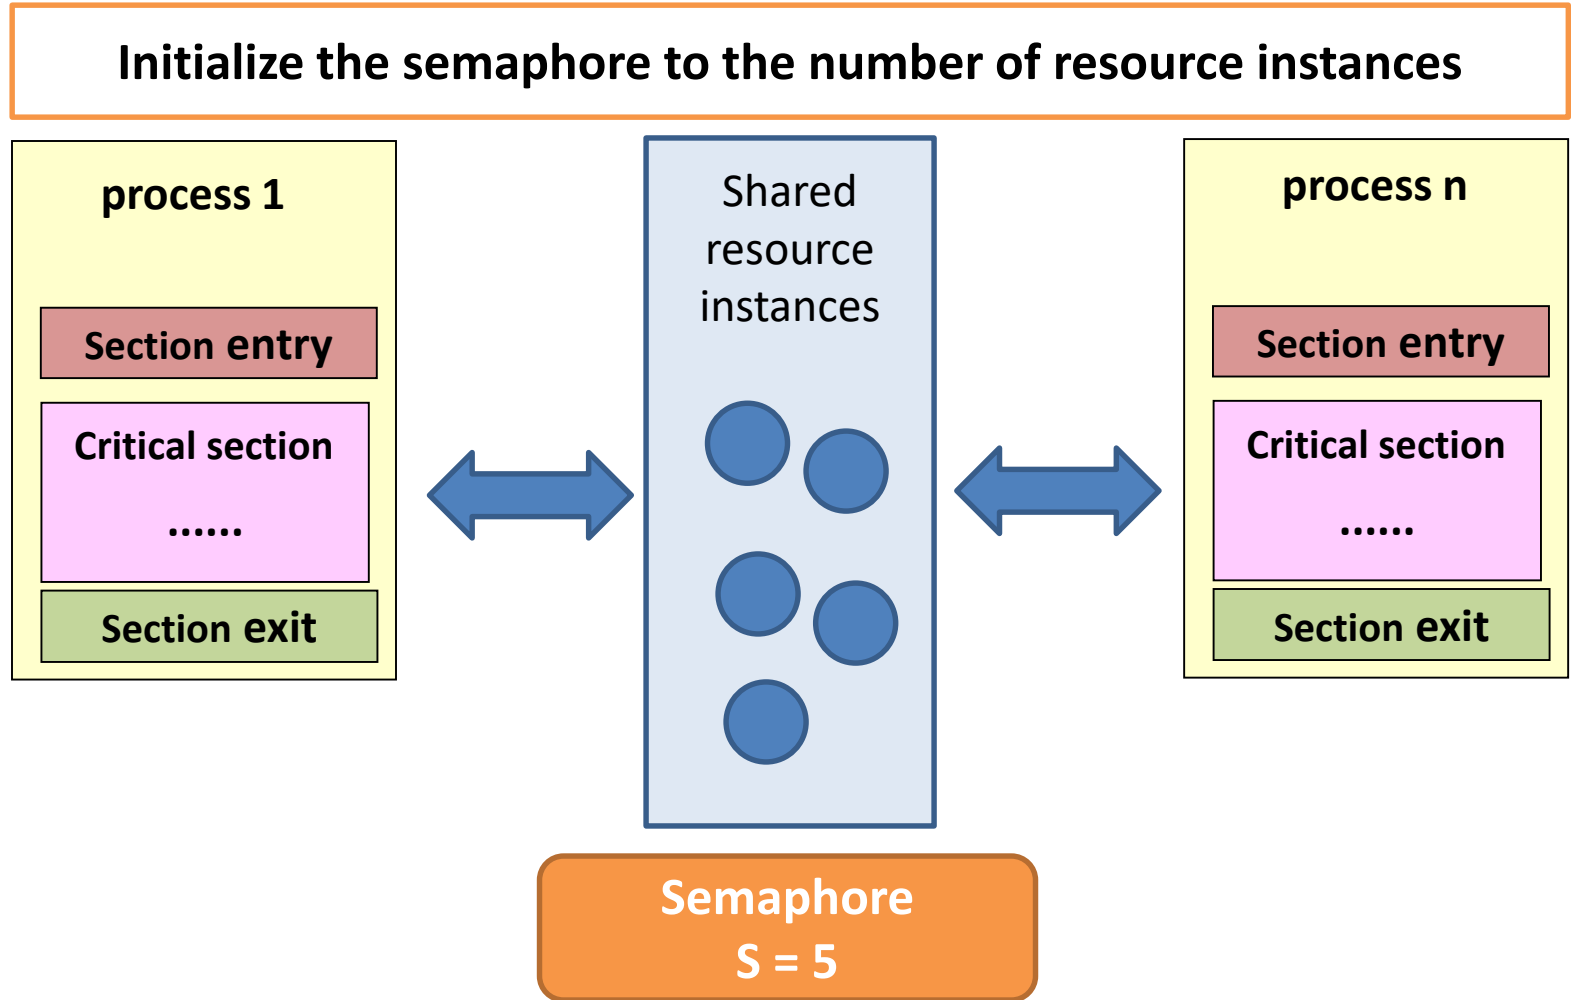 Initialize the semaphore to the number of resource instances
process 1
Section entry
Critical section
......
Section exit
Shared
resource
instances
process n
Section entry
Critical section
......
Section exit
Semaphore
S = 5